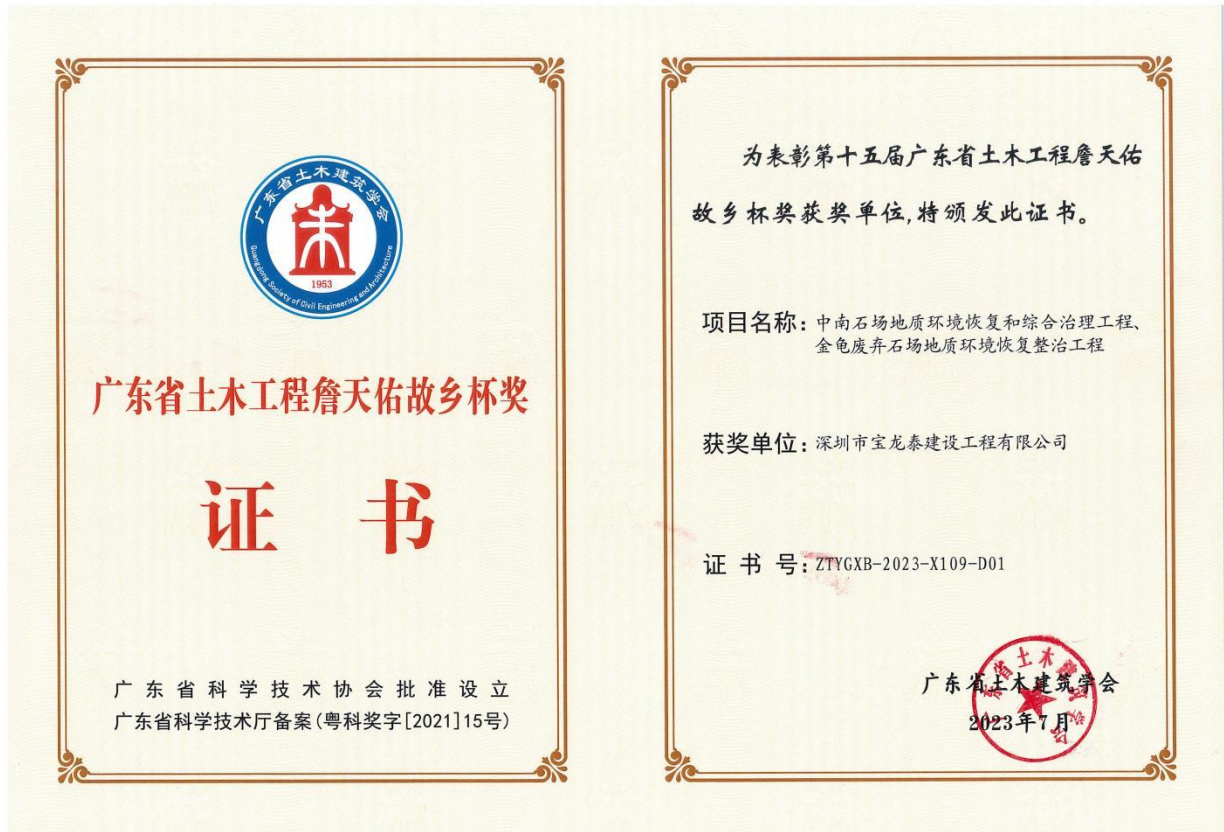 广东省土木建筑学会
1953
Guangdong Society of Civil Engineering and Architecture
广东省土木工程詹天佑故乡杯奖
证 书
广东省科学技术协会批准设立
广东省科学技术厅备案(粤科奖字[2021]15号)
为表彰第十五届广东省土木工程詹天佑
故乡杯奖获奖单位,特颁发此证书。
项目名称:中南石场地质环境恢复和综合治理工程、
金龟废弃石场地质环境恢复整治工程
获奖单位:深圳市宝龙泰建设工程有限公司
证 书 号:ZTYGXB-2023-X109-D01
广东省土木建筑学会
2023年7月
广东省土木建筑学会